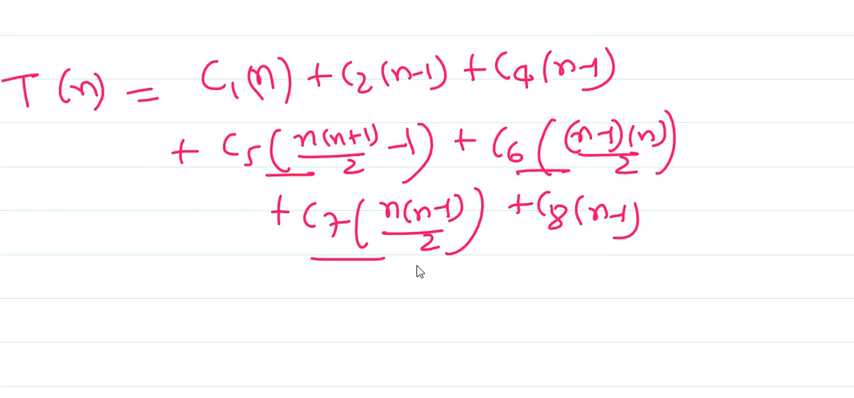 T(n) = C₁(n) + C₂(n-1) + C₄(n-1)
+ C₅(n(n+1)/2 -1) + C₆((n-1)(n)/2)
+ C₇(n(n-1)/2) + C₈(n-1)